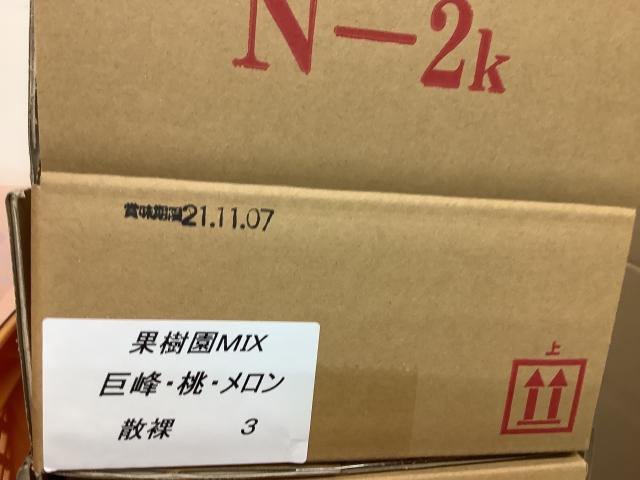 N-2k
賞味期限21.11.07
果樹園MIX
巨峰・桃・メロン
散裸 3
上